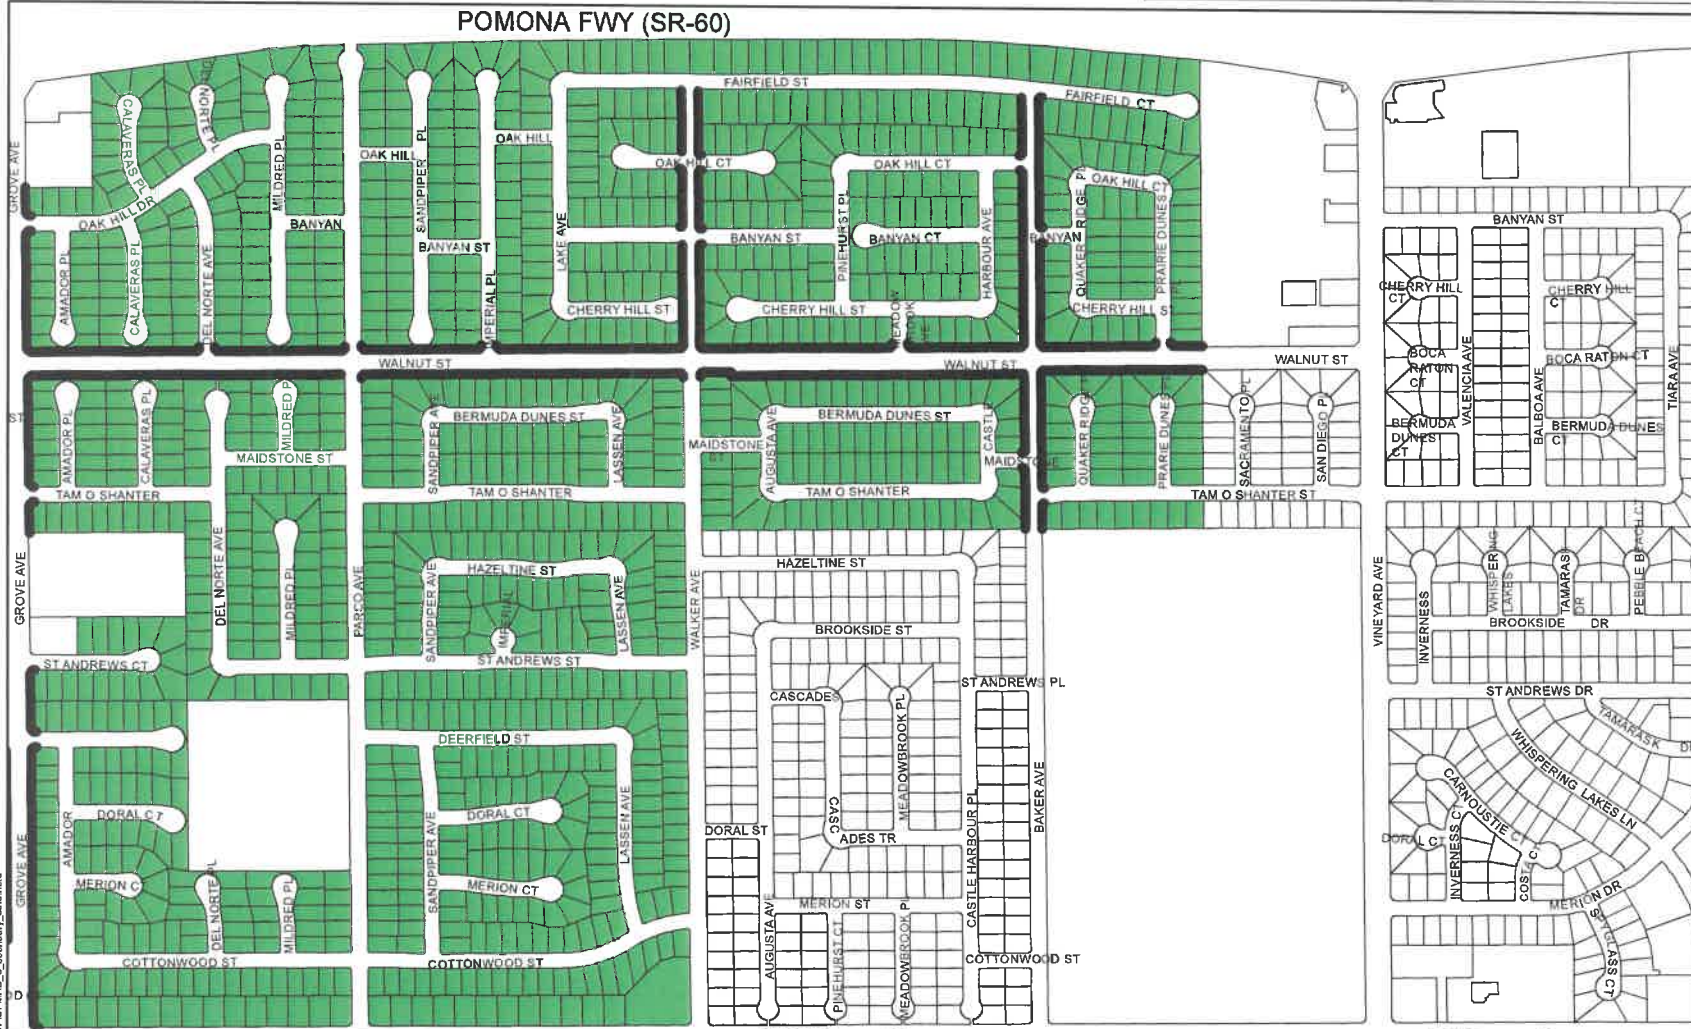 POMONA FWY (SR-60)
FAIRFIELD ST
FAIRFIELD CT
GROVE AVE
CALAVERAS PL
NORTE PL
MILDRED PL
OAK HILL
SANDPIPER PL
OAK HILL
OAK HILL CT
OAK HILL CT
OAK HILL CT
OAK HILL DR
BANYAN
BANYAN ST
LAKE AVE
BANYAN ST
PINEHURST PL
BANYAN CT
HARBOUR AVE
BANYAN
QUAKER RIDGE PL
PRAIRIE DUNES
BANYAN ST
AMADOR PL
CALAVERAS PL
DEL NORTE AVE
IMPERIAL PL
CHERRY HILL ST
CHERRY HILL ST
CHERRY HILL S
CHERRY HILL
CT
CHERRY HILL
CT
WALNUT ST
WALNUT ST
WALNUT ST
BOCA
RATON
CT
VALENCIA AVE
BALBOA AVE
BOCA RATON CT
TIARA AVE
ST
AMADOR PL
CALAVERAS PL
MILDRED P
SANDPIPER AVE
BERMUDA DUNES ST
LASSEN AVE
MAIDSTONE
AUGUSTA AVE
BERMUDA DUNES ST
CASTLE
MAIDSTONE
QUAKER RIDG
PRARIE DUNES
SACRAMENTO PL
SAN DIEGO P
BERMUDA
DUNES
CT
BERMUDA DUNES
CT
MAIDSTONE ST
TAM O SHANTER
TAM O SHANTER
TAM O SHANTER
TAM O SHANTER ST
GROVE AVE
DEL NORTE AVE
MILDRED PL
PARCO AVE
SANDPIPER AVE
HAZELTINE ST
IMPERIAL
LASSEN AVE
WALKER AVE
HAZELTINE ST
BROOKSIDE ST
VINEYARD AVE
INVERNESS
WHISPERING
LAKES
TAMARASK
DR
PEBBLE BEACH C
BROOKSIDE DR
ST ANDREWS CT
ST ANDREWS ST
ST ANDREWS PL
ST ANDREWS DR
CASCADES
MEADOWBROOK PL
TAMARASK D
DEERFIELD ST
WHISPERING LAKES LN
AMADOR
DORAL CT
SANDPIPER AVE
DORAL CT
LASSEN AVE
DORAL ST
CASC
ADES TR
CASTLE HARBOUR PL
BAKER AVE
CARNOUSTIE CT
DORAL CT
INVERNESS C
COSTA C
GROVE AVE
MERION C
DEL NORTE PL
MILDRED PL
MERION CT
MERION ST
MERION DR
SPYGLASS CT
AUGUSTA AV
PINEHURST CT
MEADOWBROOK PL
COTTONWOOD ST
COTTONWOOD ST
COTTONWOOD ST
D